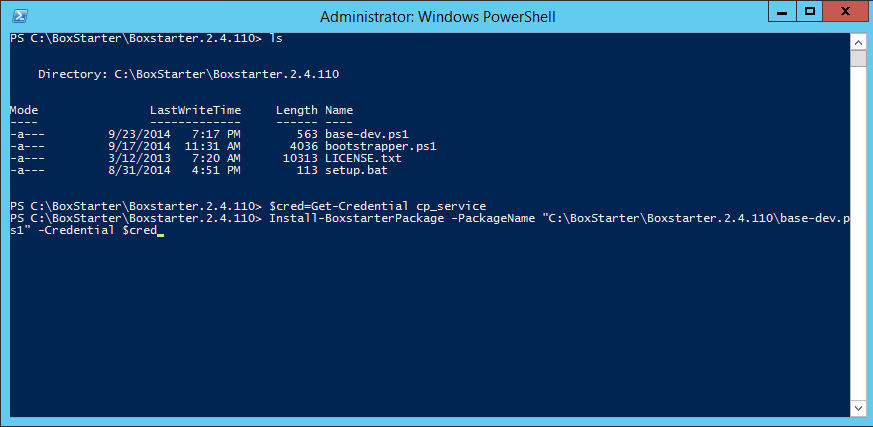 Administrator: Windows PowerShell
PS C:\BoxStarter\Boxstarter.2.4.110> ls
Directory: C:\BoxStarter\Boxstarter.2.4.110
Mode LastWriteTime Length Name
---- ------------- ------ ----
-a--- 9/23/2014 7:17 PM 563 base-dev.ps1
-a--- 9/17/2014 11:31 AM 4036 bootstrapper.ps1
-a--- 3/12/2013 7:20 AM 10313 LICENSE.txt
-a--- 8/31/2014 4:51 PM 113 setup.bat
PS C:\BoxStarter\Boxstarter.2.4.110> $cred=Get-Credential cp_service
PS C:\BoxStarter\Boxstarter.2.4.110> Install-BoxstarterPackage -PackageName "C:\BoxStarter\Boxstarter.2.4.110\base-dev.p
s1" -Credential $cred